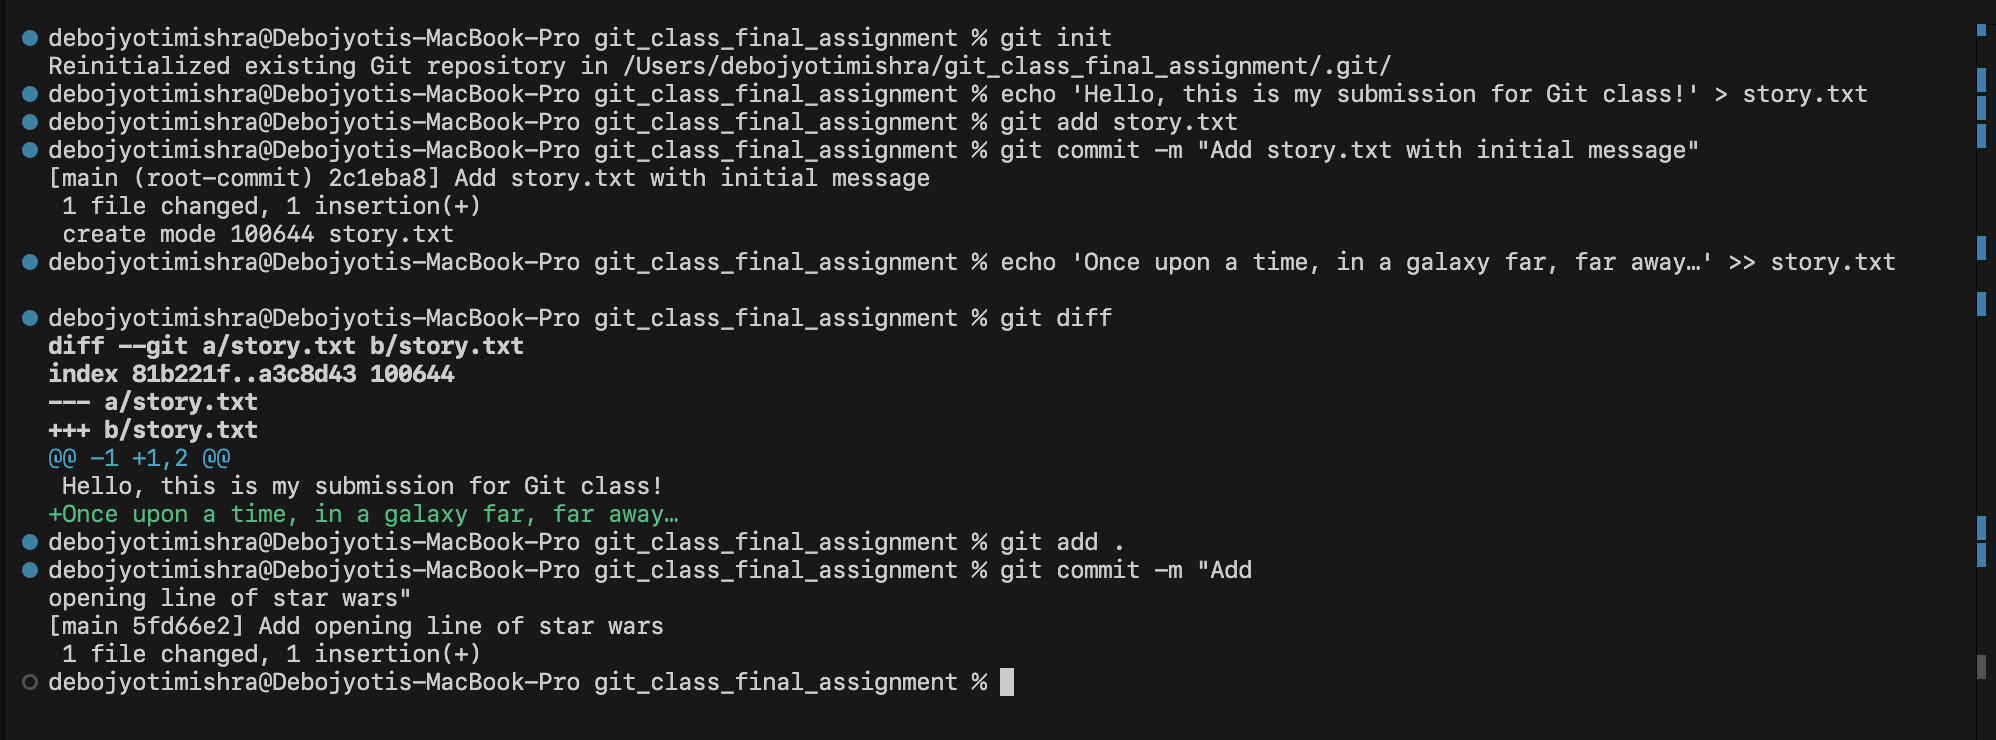 debojyotimishra@Debojyotis-MacBook-Pro git_class_final_assignment % git init
Reinitialized existing Git repository in /Users/debojyotimishra/git_class_final_assignment/.git/
debojyotimishra@Debojyotis-MacBook-Pro git_class_final_assignment % echo 'Hello, this is my submission for Git class!' > story.txt
debojyotimishra@Debojyotis-MacBook-Pro git_class_final_assignment % git add story.txt
debojyotimishra@Debojyotis-MacBook-Pro git_class_final_assignment % git commit -m "Add story.txt with initial message"
[main (root-commit) 2c1eba8] Add story.txt with initial message
 1 file changed, 1 insertion(+)
 create mode 100644 story.txt
debojyotimishra@Debojyotis-MacBook-Pro git_class_final_assignment % echo 'Once upon a time, in a galaxy far, far away…' >> story.txt
debojyotimishra@Debojyotis-MacBook-Pro git_class_final_assignment % git diff
diff --git a/story.txt b/story.txt
index 81b221f..a3c8d43 100644
--- a/story.txt
+++ b/story.txt
@@ -1 +1,2 @@
 Hello, this is my submission for Git class!
+Once upon a time, in a galaxy far, far away…
debojyotimishra@Debojyotis-MacBook-Pro git_class_final_assignment % git add .
debojyotimishra@Debojyotis-MacBook-Pro git_class_final_assignment % git commit -m "Add
opening line of star wars"
[main 5fd66e2] Add opening line of star wars
 1 file changed, 1 insertion(+)
debojyotimishra@Debojyotis-MacBook-Pro git_class_final_assignment %